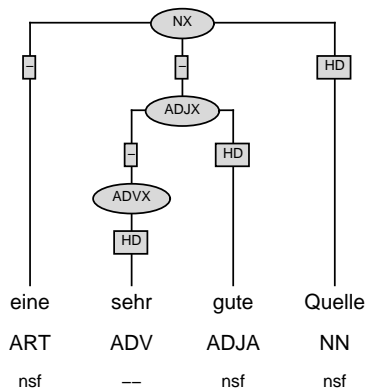 NX
– – HD
ADJX
– HD
ADVX
HD
eine sehr gute Quelle
ART ADV ADJA NN
nsf –– nsf nsf